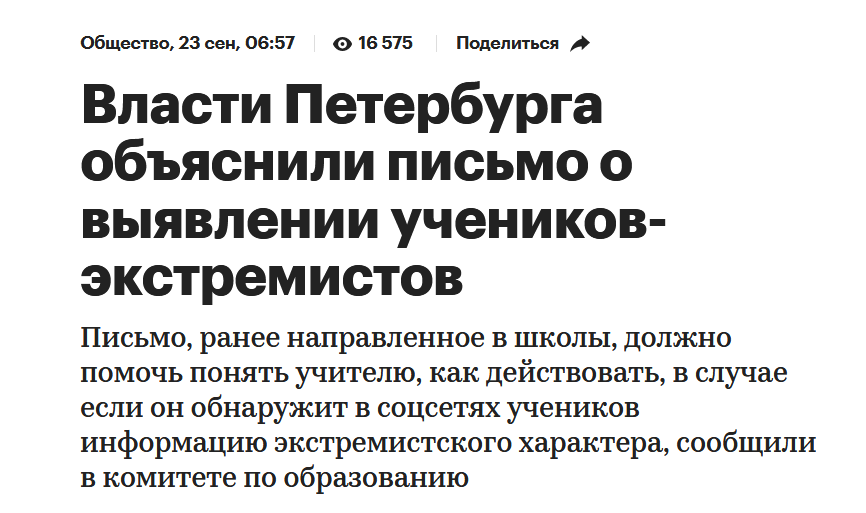 Общество, 23 сен, 06:57 16 575 Поделиться
Власти Петербурга
объяснили письмо о
выявлении учеников-
экстремистов
Письмо, ранее направленное в школы, должно
помочь понять учителю, как действовать, в случае
если он обнаружит в соцсетях учеников
информацию экстремистского характера, сообщили
в комитете по образованию